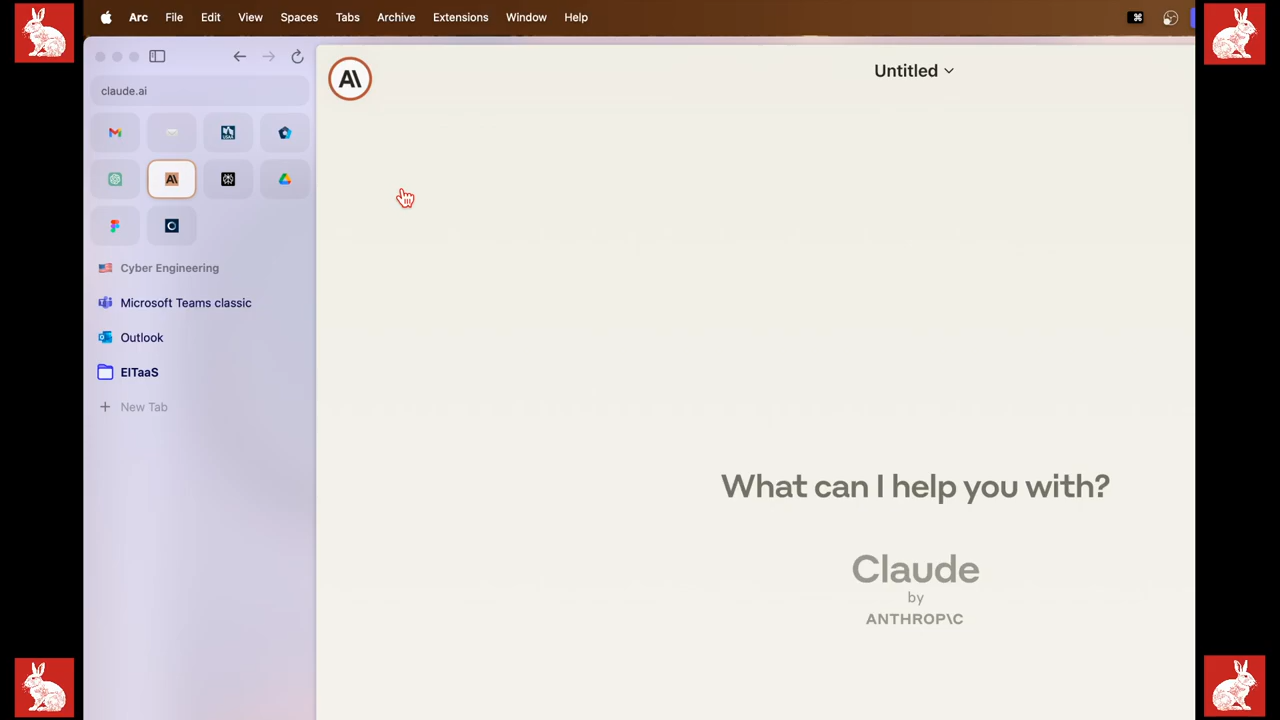 Arc File Edit View Spaces Tabs Archive Extensions Window Help
claude.ai
A\
Untitled
A\
Cyber Engineering
Microsoft Teams classic
Outlook
EITaaS
New Tab
What can I help you with?
Claude
by
ANTHROP\C